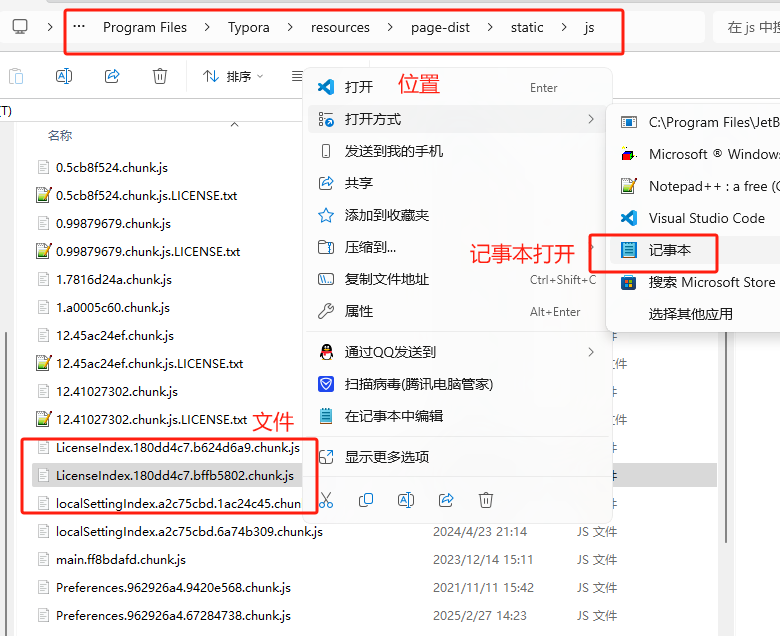 ··· > Program Files > Typora > resources > page-dist > static > js
在 js 中搜
排序
(T)
名称
0.5cb8f524.chunk.js
0.5cb8f524.chunk.js.LICENSE.txt
0.99879679.chunk.js
0.99879679.chunk.js.LICENSE.txt
1.7816d24a.chunk.js
1.a0005c60.chunk.js
12.45ac24ef.chunk.js
12.45ac24ef.chunk.js.LICENSE.txt
12.41027302.chunk.js
12.41027302.chunk.js.LICENSE.txt
文件
LicenseIndex.180dd4c7.b624d6a9.chunk.js
LicenseIndex.180dd4c7.bffb5802.chunk.js
localSettingIndex.a2c75cbd.1ac24c45.chun
localSettingIndex.a2c75cbd.6a74b309.chunk.js 2024/4/23 21:14 JS 文件
main.ff8bdafd.chunk.js 2023/12/14 15:11 JS 文件
Preferences.962926a4.9420e568.chunk.js 2021/11/11 15:42 JS 文件
Preferences.962926a4.67284738.chunk.js 2025/2/27 14:23 JS 文件
打开 Enter
位置
打开方式
发送到我的手机
共享
添加到收藏夹
压缩到...
记事本打开
复制文件地址 Ctrl+Shift+C
属性 Alt+Enter
通过QQ发送到
扫描病毒(腾讯电脑管家)
在记事本中编辑
显示更多选项
C:\Program Files\JetB
Microsoft ® Windows
Notepad++ : a free (
Visual Studio Code
记事本
搜索 Microsoft Store
选择其他应用
文件
文件